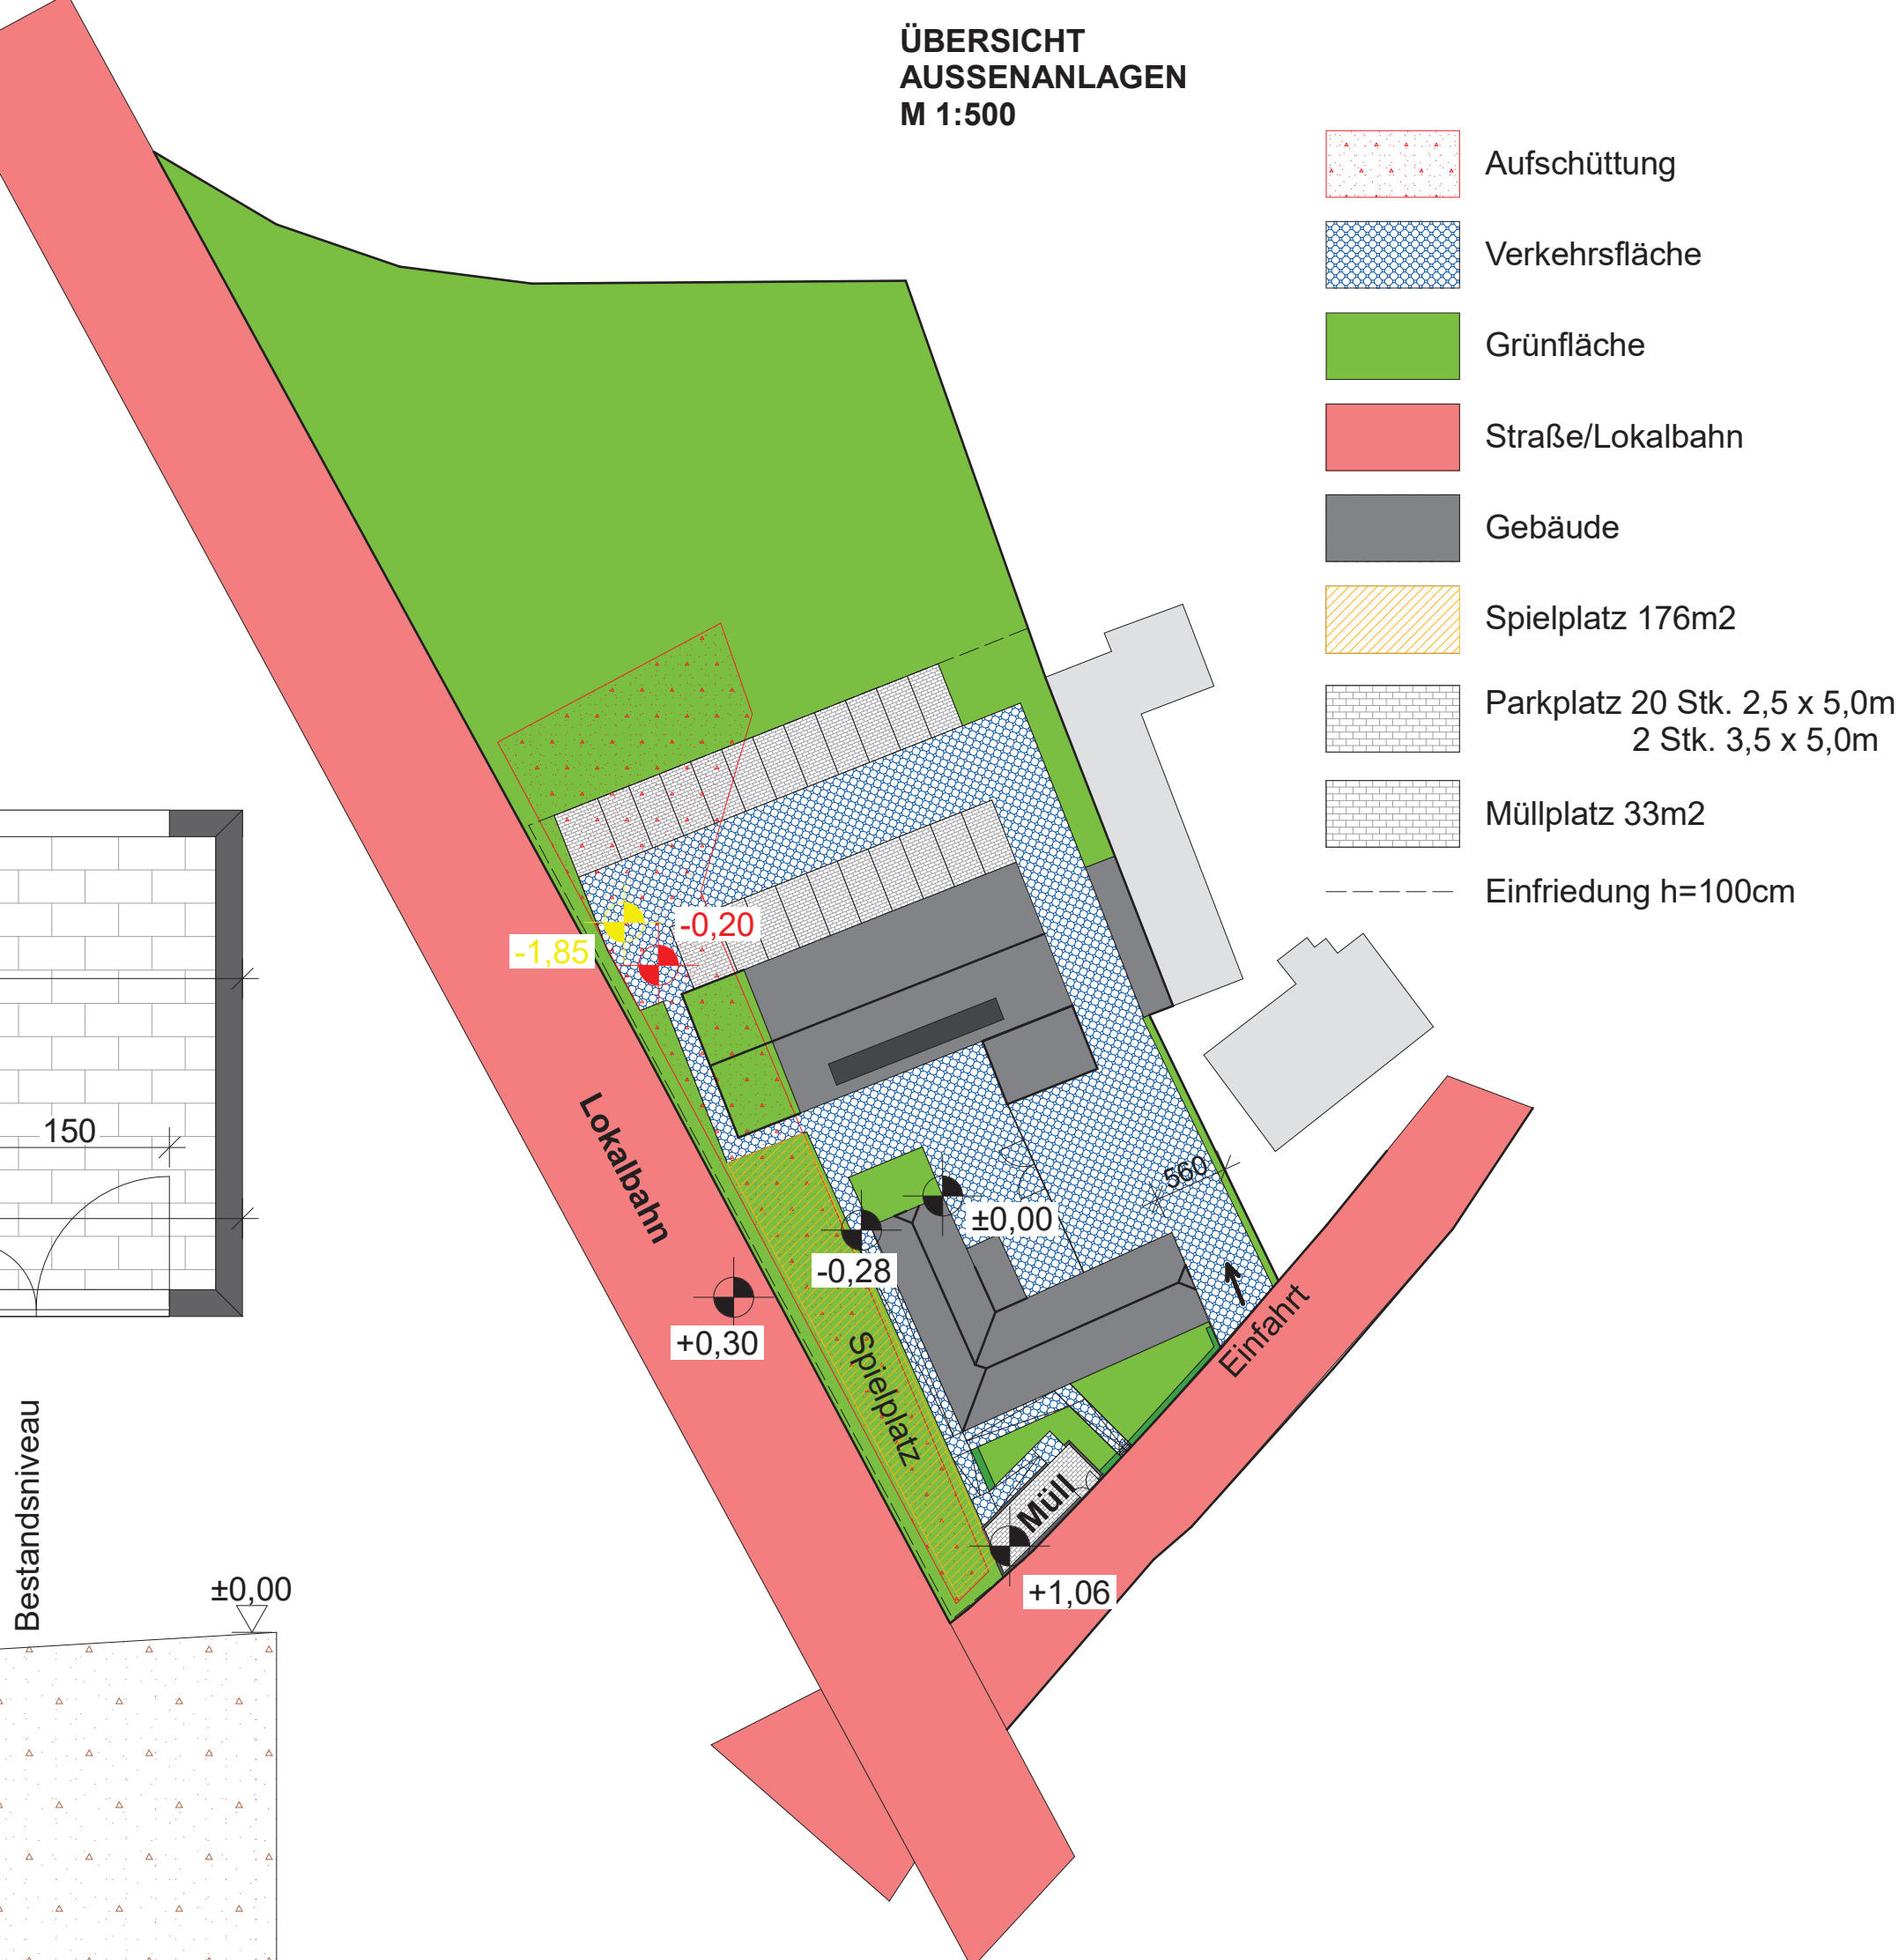 ÜBERSICHT
AUSSENANLAGEN
M 1:500
Aufschüttung
Verkehrsfläche
Grünfläche
Straße/Lokalbahn
Gebäude
Spielplatz 176m2
Parkplatz 20 Stk. 2,5 x 5,0m
2 Stk. 3,5 x 5,0m
Müllplatz 33m2
Einfriedung h=100cm
-0,20
-1,85
150
Lokalbahn
560
±0,00
-0,28
+0,30
Spielplatz
Einfahrt
Müll
+1,06
Bestandsniveau
±0,00